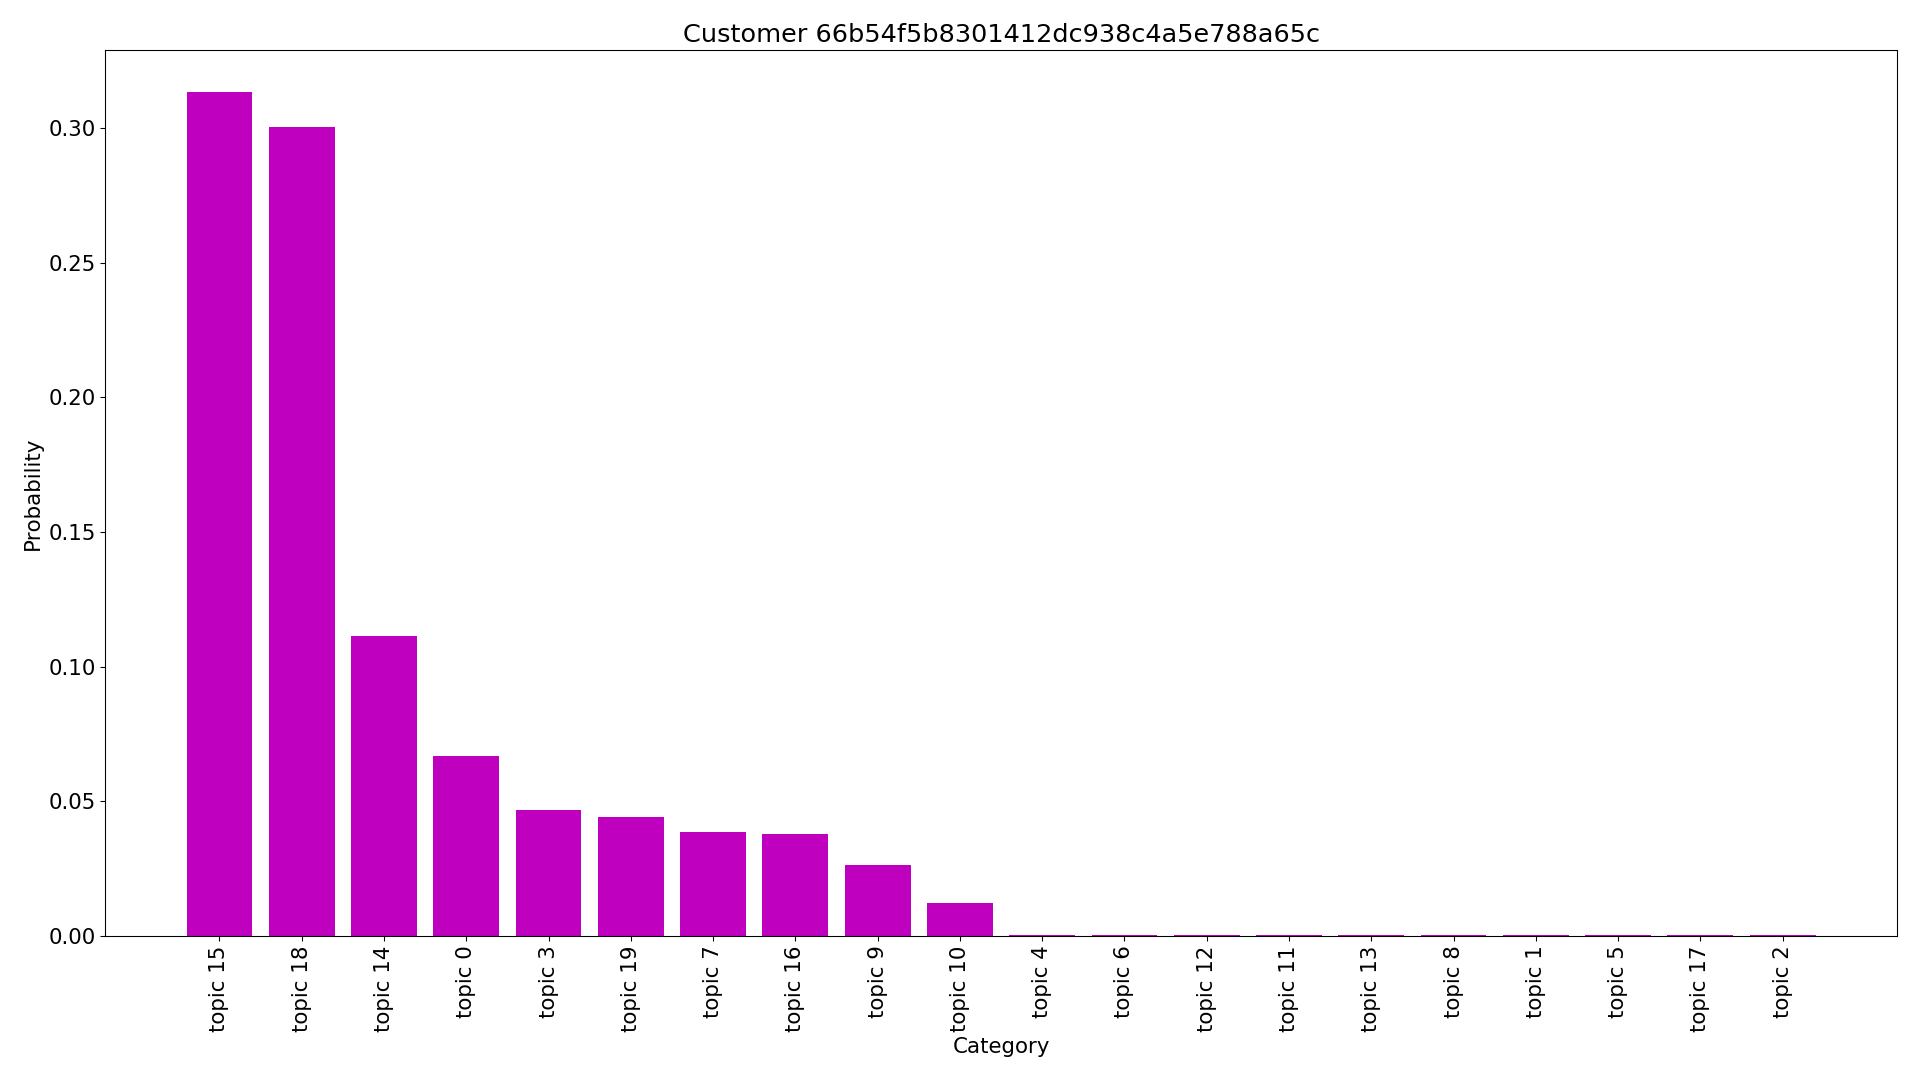 Customer 66b54f5b8301412dc938c4a5e788a65c
Probability
0.30
0.25
0.20
0.15
0.10
0.05
0.00
topic 15
topic 18
topic 14
topic 0
topic 3
topic 19
topic 7
topic 16
topic 9
topic 10
topic 4
topic 6
topic 12
topic 11
topic 13
topic 8
topic 1
topic 5
topic 17
topic 2
Category